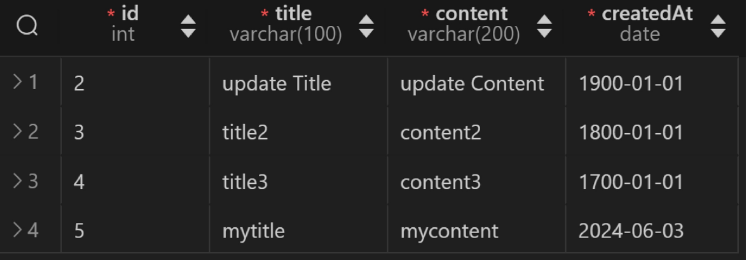 * id * title * content * createdAt
int varchar(100) varchar(200) date
1 2 update Title update Content 1900-01-01
2 3 title2 content2 1800-01-01
3 4 title3 content3 1700-01-01
4 5 mytitle mycontent 2024-06-03